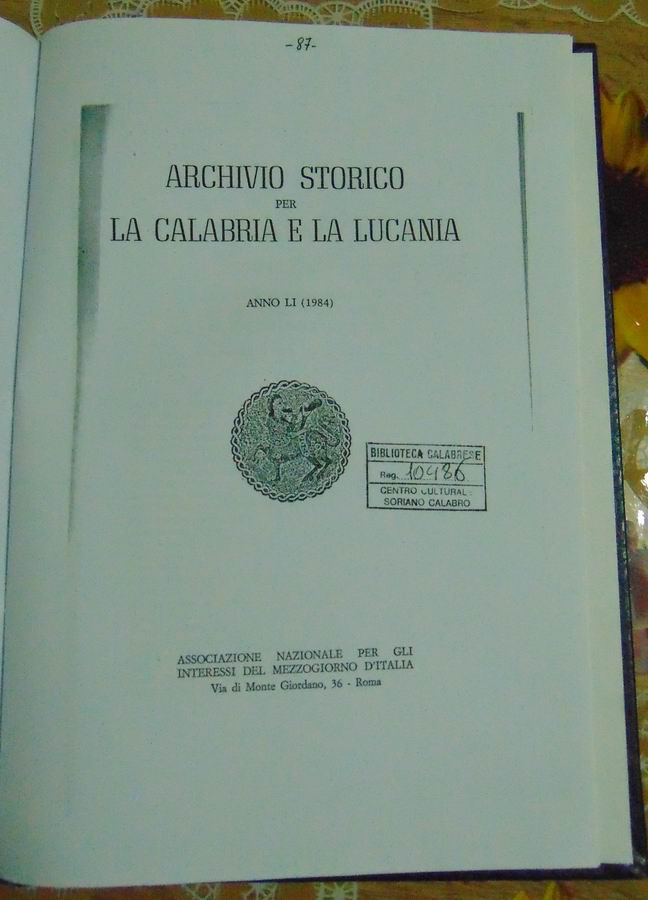 -87-
ARCHIVIO STORICO
PER
LA CALABRIA E LA LUCANIA
ANNO LI (1984)
BIBLIOTECA CALABRESE
Reg. 10486
CENTRO CULTURAL
SORIANO CALABRO
ASSOCIAZIONE NAZIONALE PER GLI
INTERESSI DEL MEZZOGIORNO D'ITALIA
Via di Monte Giordano, 36 - Roma